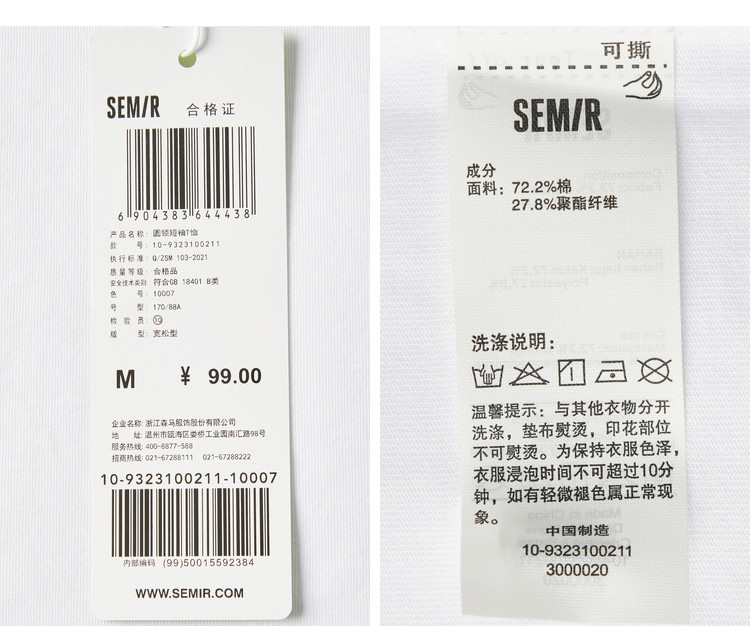 SEMIR 合格证
6 904383 644438
产品名称: 圆领短袖T恤
款 号: 10-9323100211
执行标准: Q/ZSM 103-2021
质量等级: 合格品
安全技术类别: 符合GB 18401 B类
色 号: 10007
号 型: 170/88A
检 验 员: ⑩
版 型: 宽松型
M ¥ 99.00
企业名称: 浙江森马服饰股份有限公司
地 址: 温州市瓯海区娄桥工业园南汇路98号
服务热线: 400-8877-588
招商热线: 021-67288111 021-67288222
10-9323100211-10007
内部编码 (99)50015592384
WWW.SEMIR.COM
可撕
SEMIR
成分
面料: 72.2%棉
27.8%聚酯纤维
洗涤说明:
温馨提示: 与其他衣物分开
洗涤, 垫布熨烫, 印花部位
不可熨烫。为保持衣服色泽,
衣服浸泡时间不可超过10分
钟, 如有轻微褪色属正常现
象。
中国制造
10-9323100211
3000020